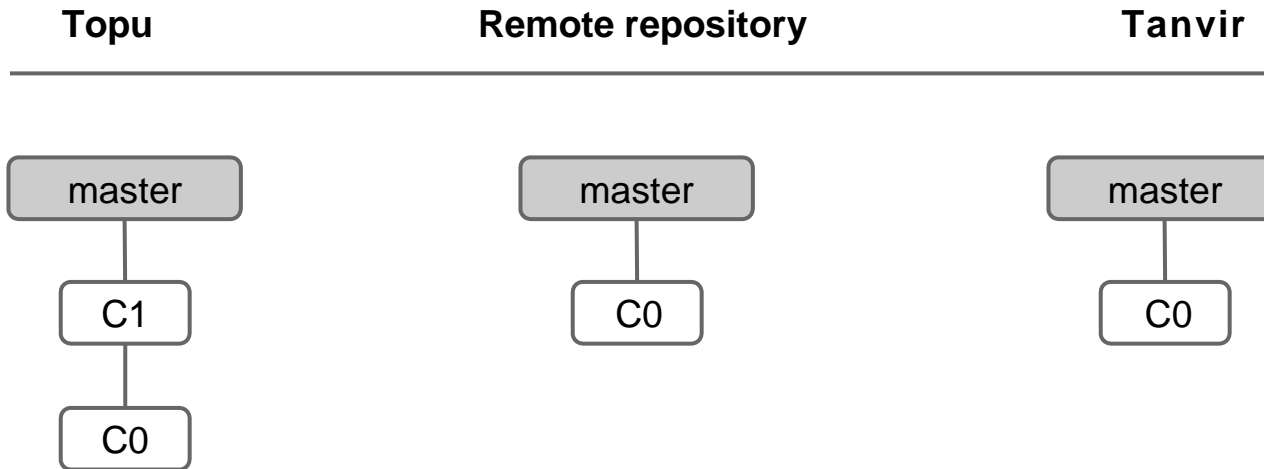 Topu Remote repository Tanvir
master master master
C1 C0 C0
C0